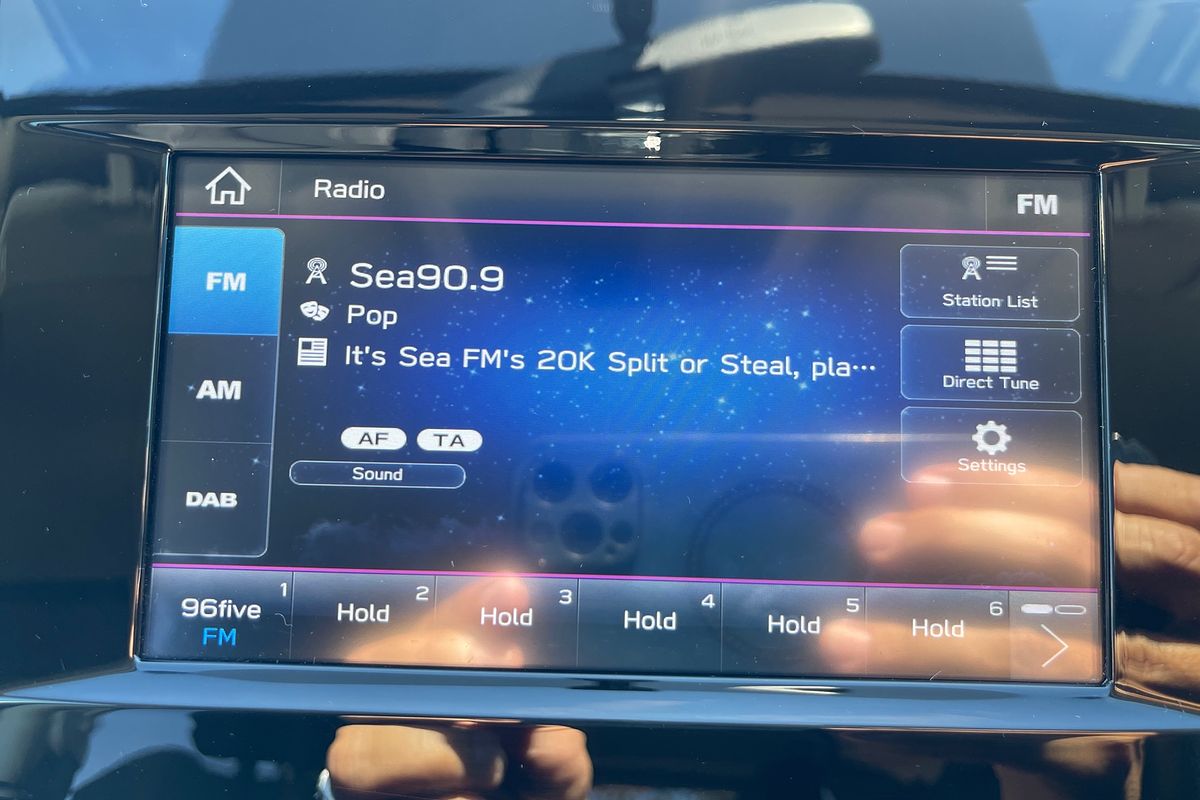 Radio
FM
FM
Sea90.9
Pop
It's Sea FM's 20K Split or Steal, pla…
Station List
Direct Tune
Settings
AM
AF TA
Sound
DAB
96five 1
FM
Hold 2
Hold 3
Hold 4
Hold 5
Hold 6